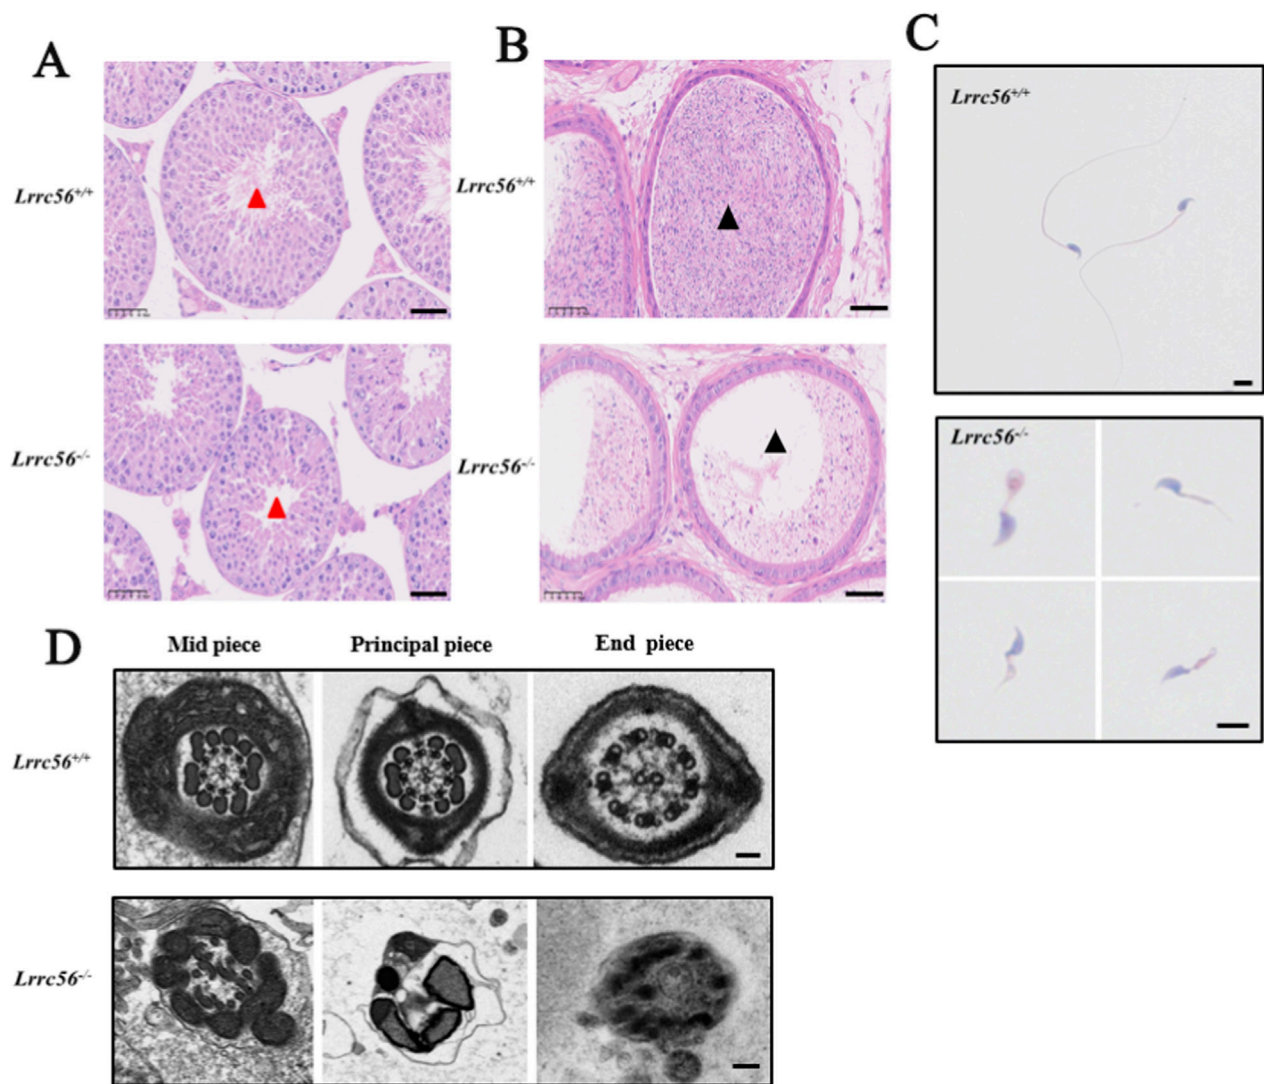 A
B
C
Lrrc56+/+
Lrrc56+/+
Lrrc56+/+
Lrrc56-/-
Lrrc56-/-
Lrrc56-/-
D
Mid piece
Principal piece
End piece
Lrrc56+/+
Lrrc56-/-